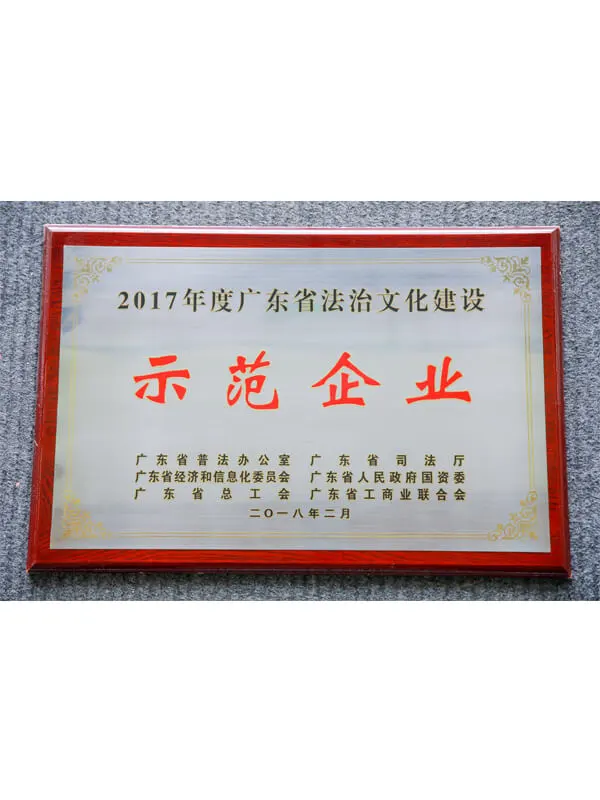 2017年度广东省法治文化建设
示范企业
广东省普法办公室 广东省司法厅
广东省经济和信息化委员会 广东省人民政府国资委
广东省总工会 广东省工商业联合会
二〇一八年二月